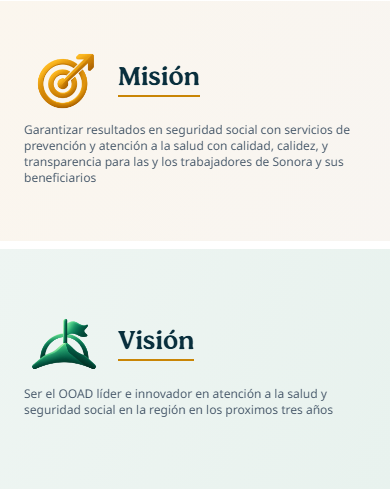 Misión
Garantizar resultados en seguridad social con servicios de
prevención y atención a la salud con calidad, calidez, y
transparencia para las y los trabajadores de Sonora y sus
beneficiarios
Visión
Ser el OOAD líder e innovador en atención a la salud y
seguridad social en la región en los proximos tres años